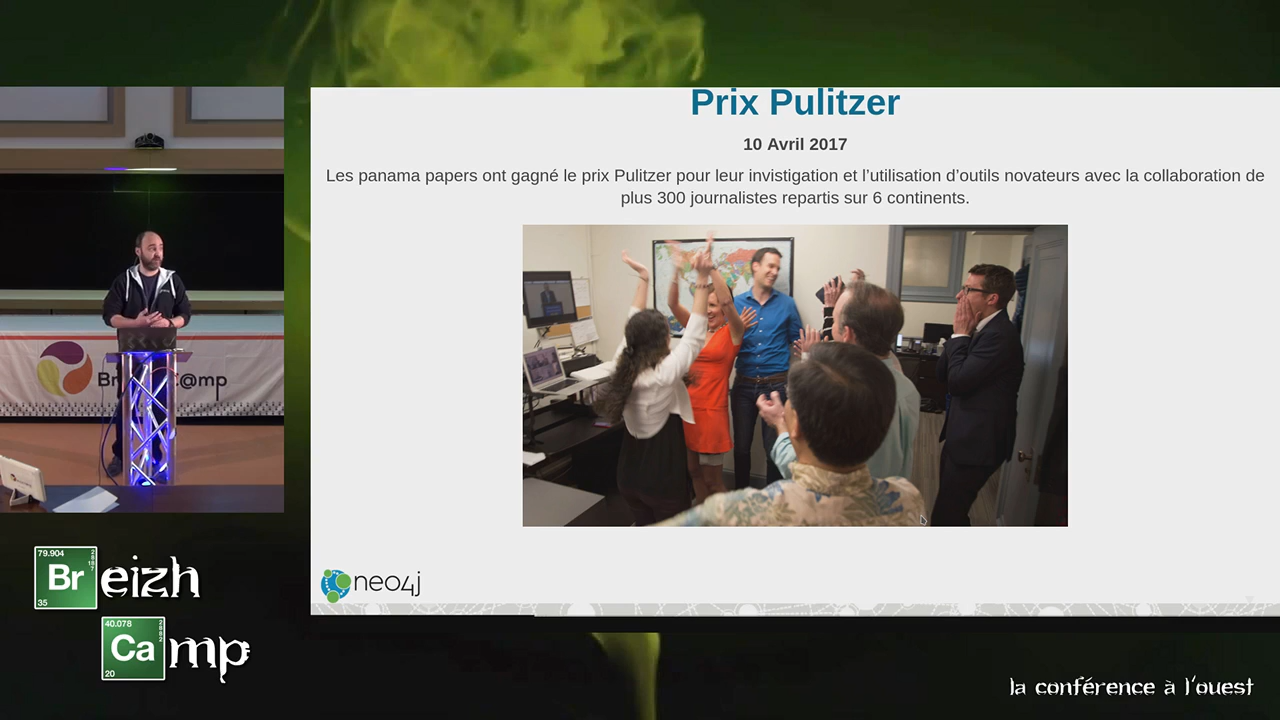 Prix Pulitzer
10 Avril 2017
Les panama papers ont gagné le prix Pulitzer pour leur invistigation et l'utilisation d'outils novateurs avec la collaboration de
plus 300 journalistes repartis sur 6 continents.
neo4j
C@mp
79.904
Br
35
eizh
40.078
Ca
20
mp
la conférence à l'ouest